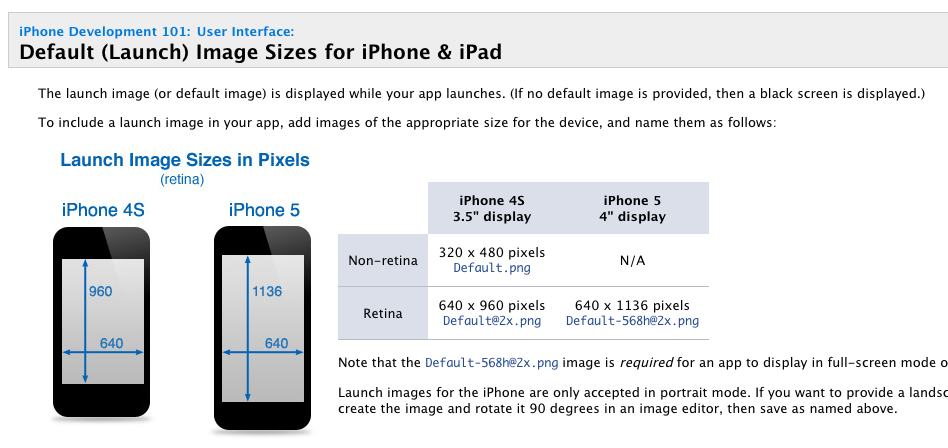 iPhone Development 101: User Interface:
Default (Launch) Image Sizes for iPhone & iPad
The launch image (or default image) is displayed while your app launches. (If no default image is provided, then a black screen is displayed.)
To include a launch image in your app, add images of the appropriate size for the device, and name them as follows:
Launch Image Sizes in Pixels
(retina)
iPhone 4S iPhone 5
960 640
1136 640
iPhone 4S iPhone 5
3.5" display 4" display
Non-retina 320 x 480 pixels N/A
Default.png
Retina 640 x 960 pixels 640 x 1136 pixels
Default@2x.png Default-568h@2x.png
Note that the Default-568h@2x.png image is required for an app to display in full-screen mode o
Launch images for the iPhone are only accepted in portrait mode. If you want to provide a landsc
create the image and rotate it 90 degrees in an image editor, then save as named above.